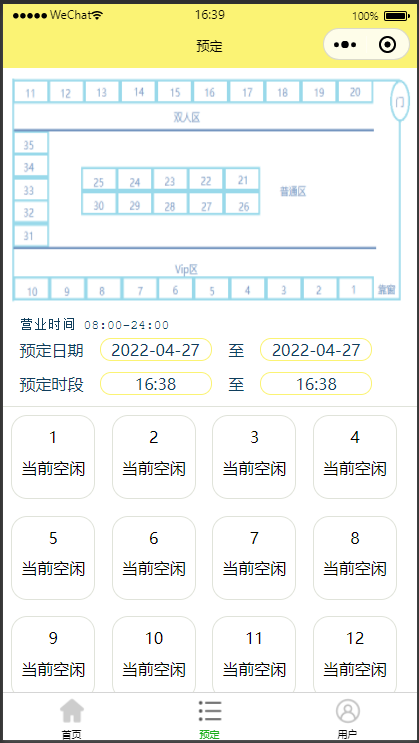 ●●●●● WeChat 16:39 100%
预定
11 12 13 14 15 16 17 18 19 20
门
双人区
35
34
33
32
31
25 24 23 22 21
30 29 28 27 26
普通区
Vip区
10 9 8 7 6 5 4 3 2 1 靠窗
营业时间 08:00-24:00
预定日期 2022-04-27 至 2022-04-27
预定时段 16:38 至 16:38
1 2 3 4
当前空闲 当前空闲 当前空闲 当前空闲
5 6 7 8
当前空闲 当前空闲 当前空闲 当前空闲
9 10 11 12
当前空闲 当前空闲 当前空闲 当前空闲
首页 预定 用户